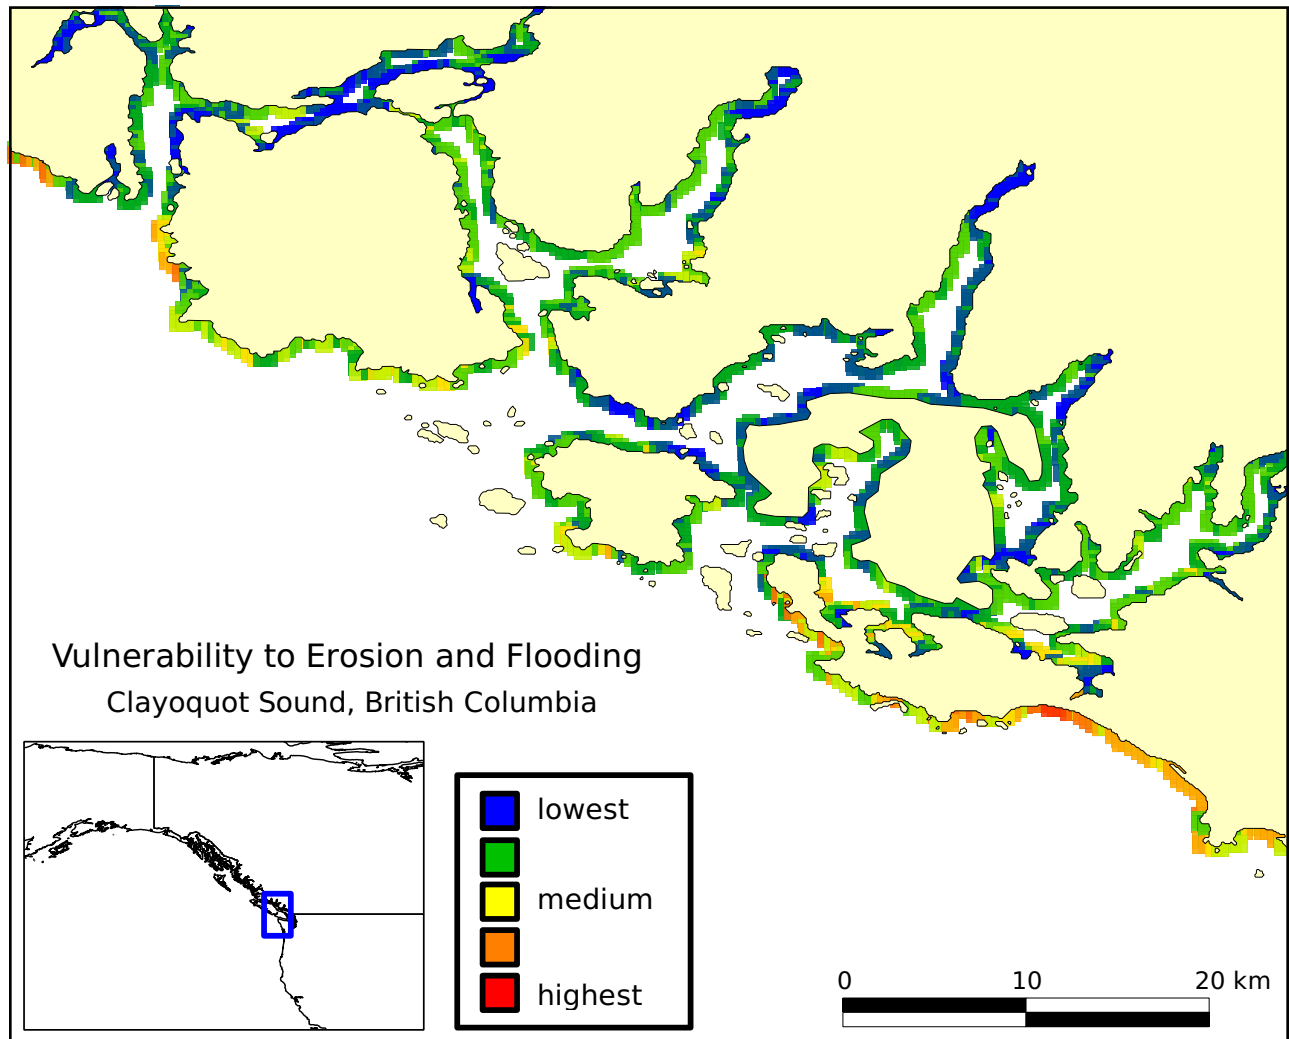 Vulnerability to Erosion and Flooding
Clayoquot Sound, British Columbia
lowest
medium
highest
0 10 20 km